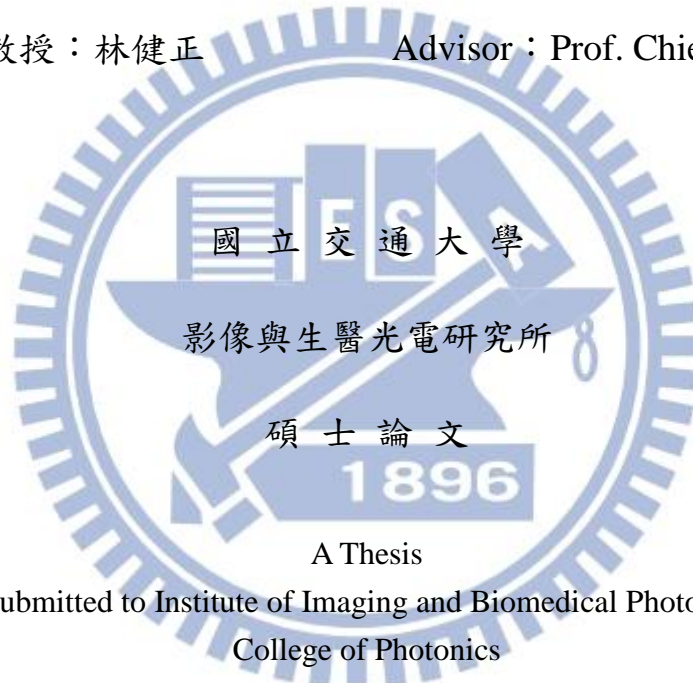 教授：林健正 Advisor：Prof. Chie
E S A
國 立 交 通 大 學
影像與生醫光電研究所
碩 士 論 文
1896
A Thesis
ubmitted to Institute of Imaging and Biomedical Photo
College of Photonics